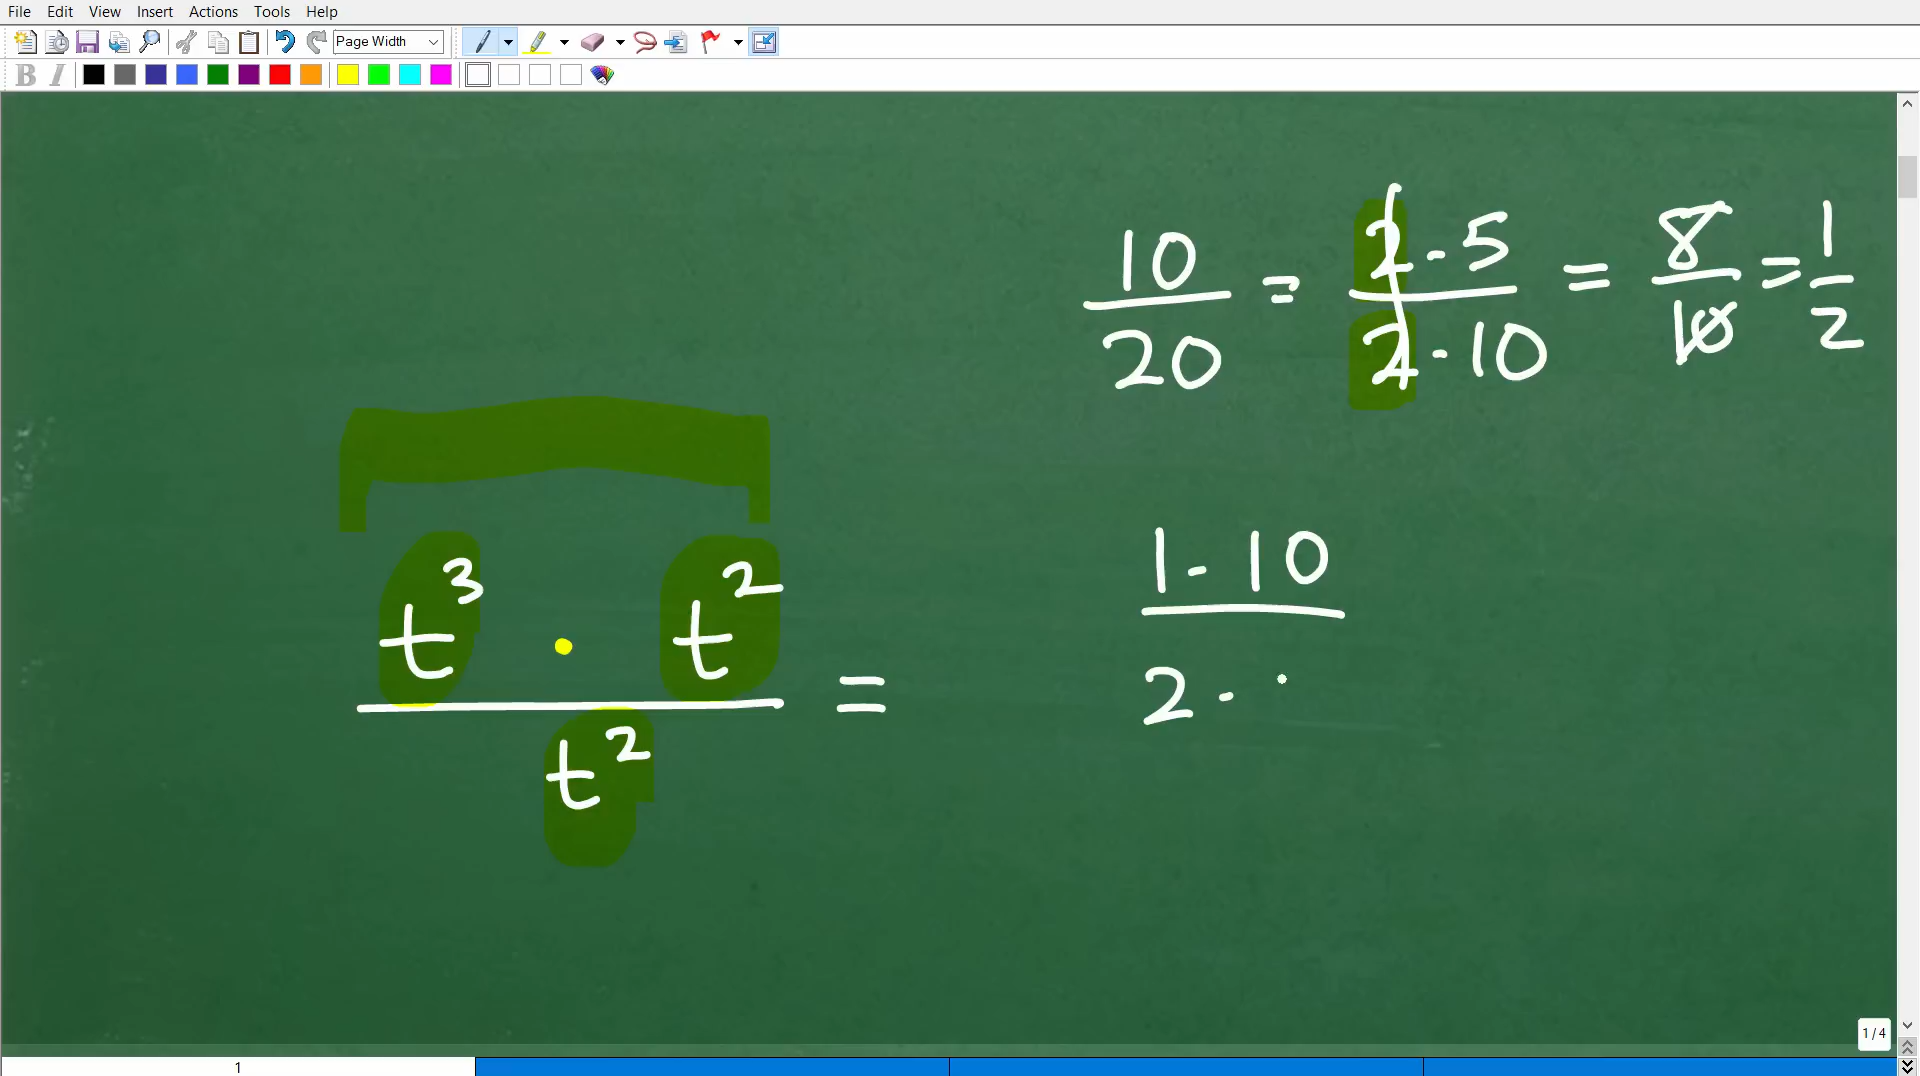 File Edit View Insert Actions Tools Help
Page Width
B I
10/20 = 2·5/2·10 = 8/10 = 1/2
t³ · t²/t² =
1·10/2·
1/4
1